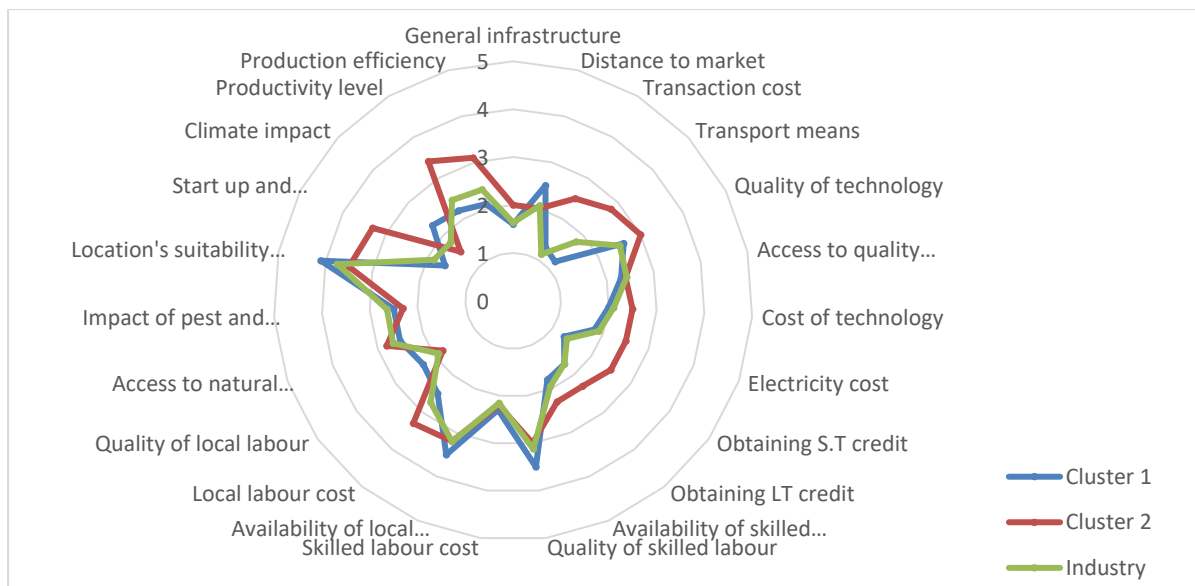 General infrastructure
Distance to market
Transaction cost
Transport means
Quality of technology
Access to quality...
Cost of technology
Electricity cost
Obtaining S.T credit
Obtaining LT credit
Availability of skilled...
Quality of skilled labour
Skilled labour cost
Availability of local...
Local labour cost
Quality of local labour
Access to natural...
Impact of pest and...
Location's suitability...
Start up and...
Climate impact
Productivity level
Production efficiency
5
4
3
2
1
0
Cluster 1
Cluster 2
Industry